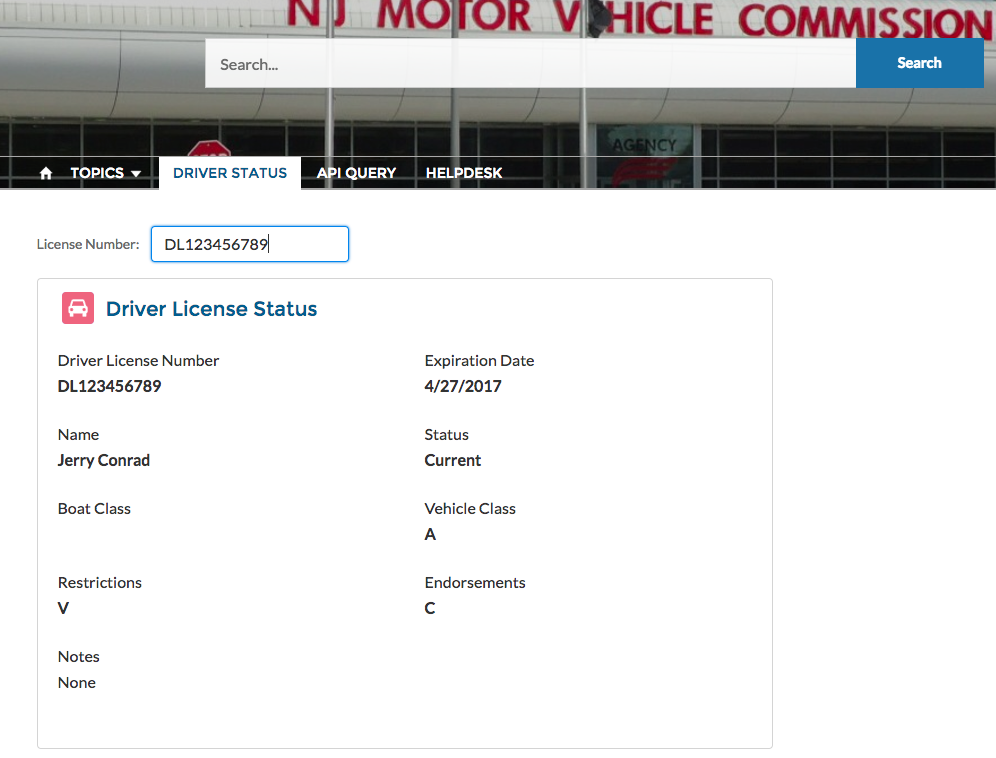 NJ MOTOR VEHICLE COMMISSION
Search...
Search
AGENCY
STOP
TOPICS
DRIVER STATUS
API QUERY
HELPDESK
License Number:
DL123456789
Driver License Status
Driver License Number
Expiration Date
DL123456789
4/27/2017
Name
Status
Jerry Conrad
Current
Boat Class
Vehicle Class
A
Restrictions
Endorsements
V
C
Notes
None